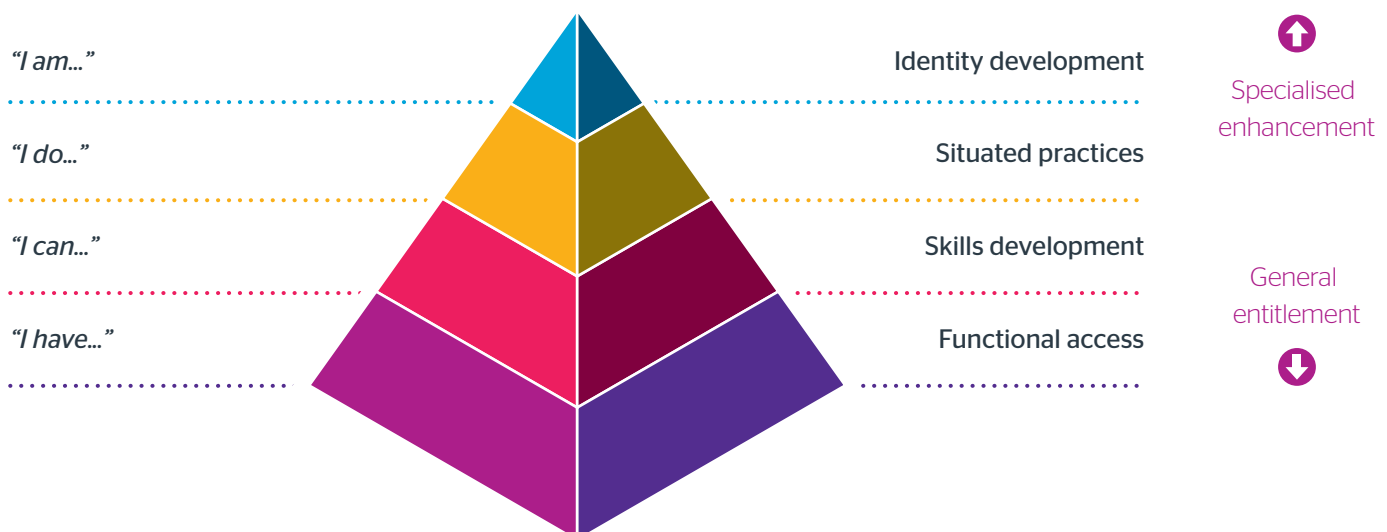 “I am...”
Identity development
Specialised
enhancement
“I do...”
Situated practices
“I can...”
Skills development
General
entitlement
“I have...”
Functional access